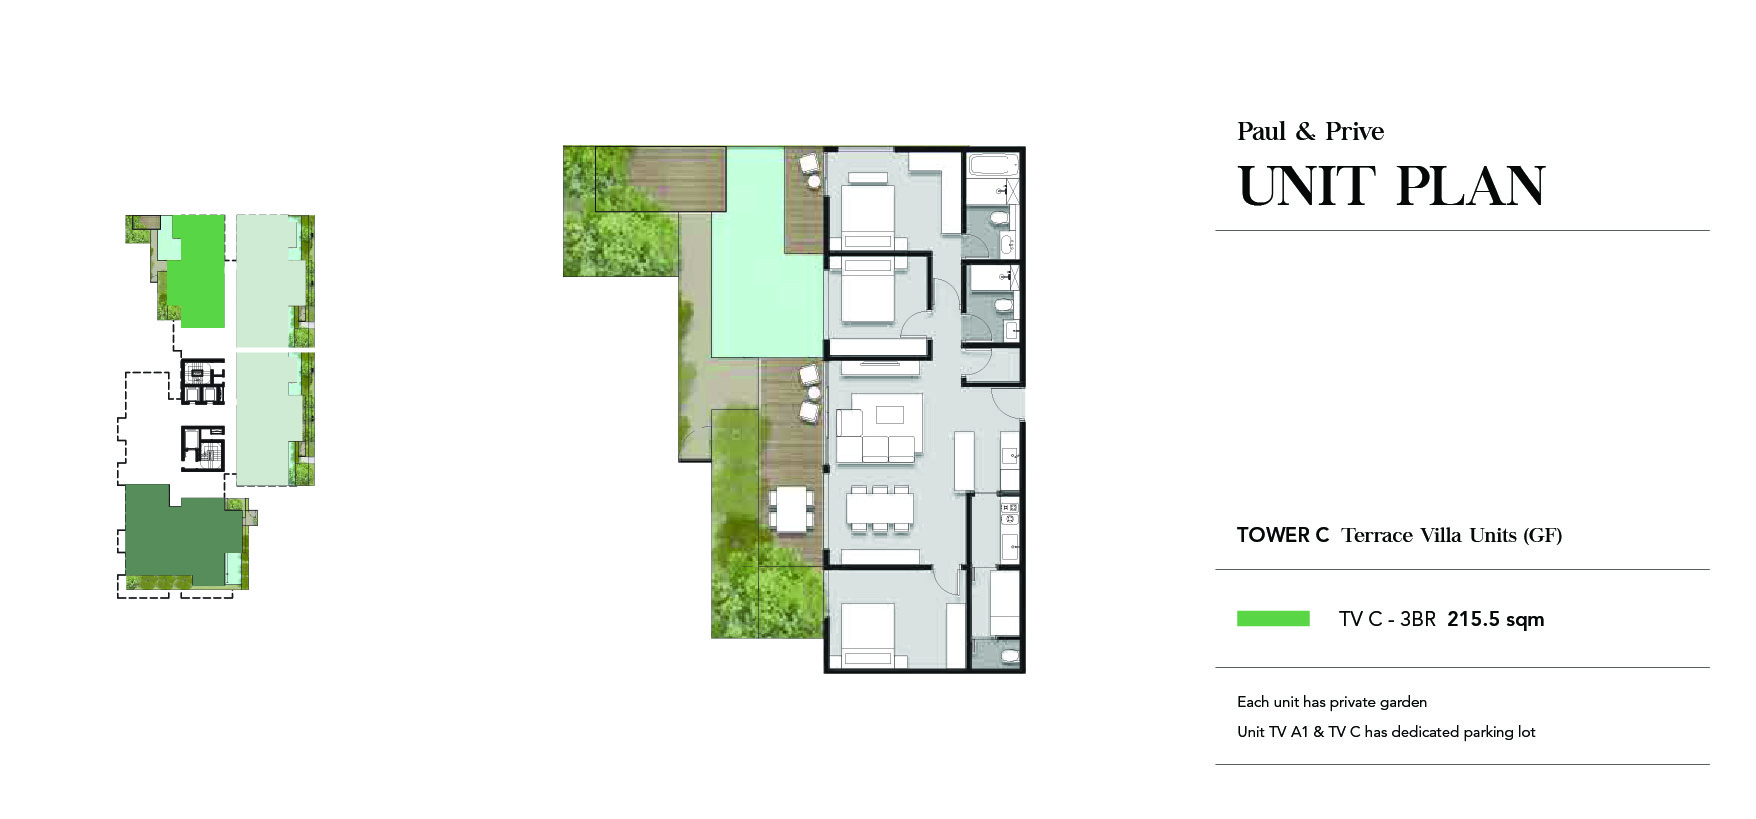 Paul & Prive
UNIT PLAN
TOWER C Terrace Villa Units (GF)
TV C - 3BR 215.5 sqm
Each unit has private garden
Unit TV A1 & TV C has dedicated parking lot